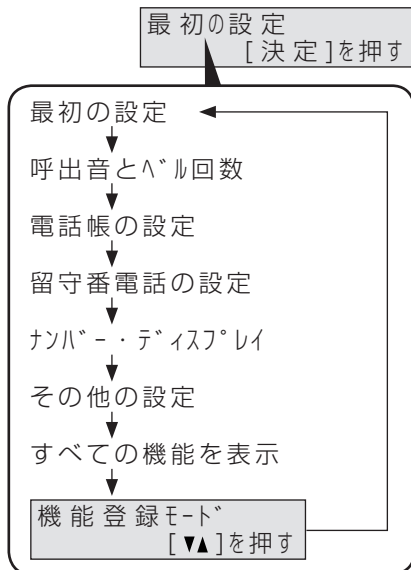 最初の設定
[決定]を押す
最初の設定
呼出音とﾍﾞﾙ回数
電話帳の設定
留守番電話の設定
ﾅﾝﾊﾞｰ・ﾃﾞｨｽﾌﾟﾚｲ
その他の設定
すべての機能を表示
機能登録ﾓｰﾄﾞ
[▼▲]を押す